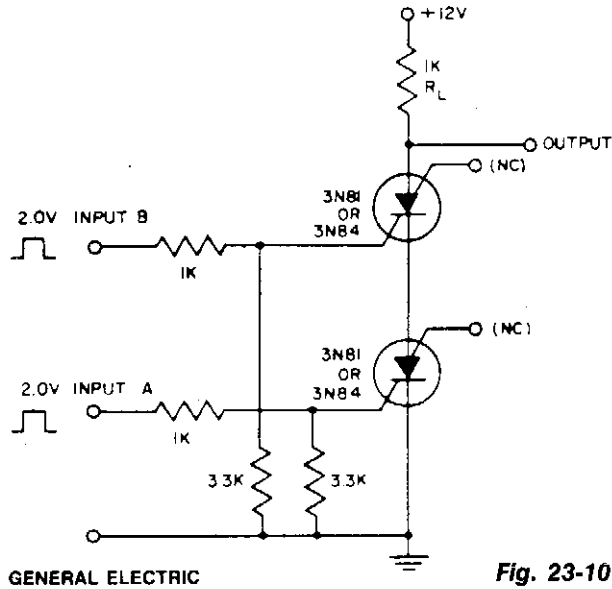 +12V
1K
RL
OUTPUT
(NC)
3N81
OR
3N84
2.0V INPUT B
1K
(NC)
3N81
OR
3N84
2.0V INPUT A
1K
3.3K
3.3K
GENERAL ELECTRIC
Fig. 23-10